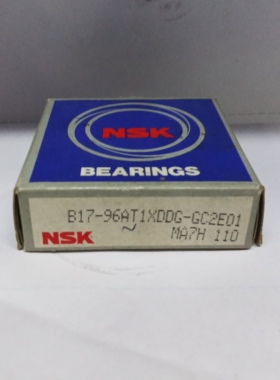 NSK
BEARINGS
B17-96AT1XDDG-GC2E01
~
NSK MA7H 110